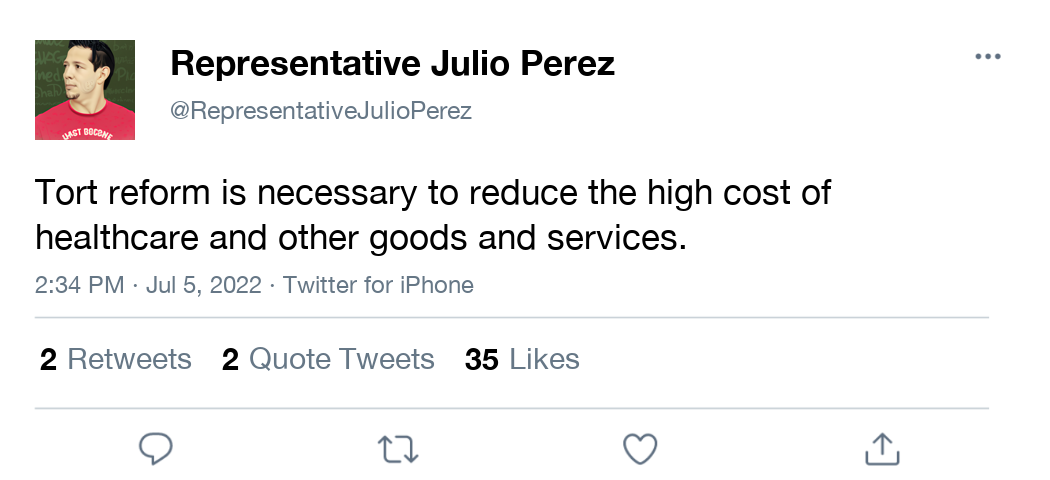 Representative Julio Perez
@RepresentativeJulioPerez
Tort reform is necessary to reduce the high cost of
healthcare and other goods and services.
2:34 PM · Jul 5, 2022 · Twitter for iPhone
2 Retweets 2 Quote Tweets 35 Likes